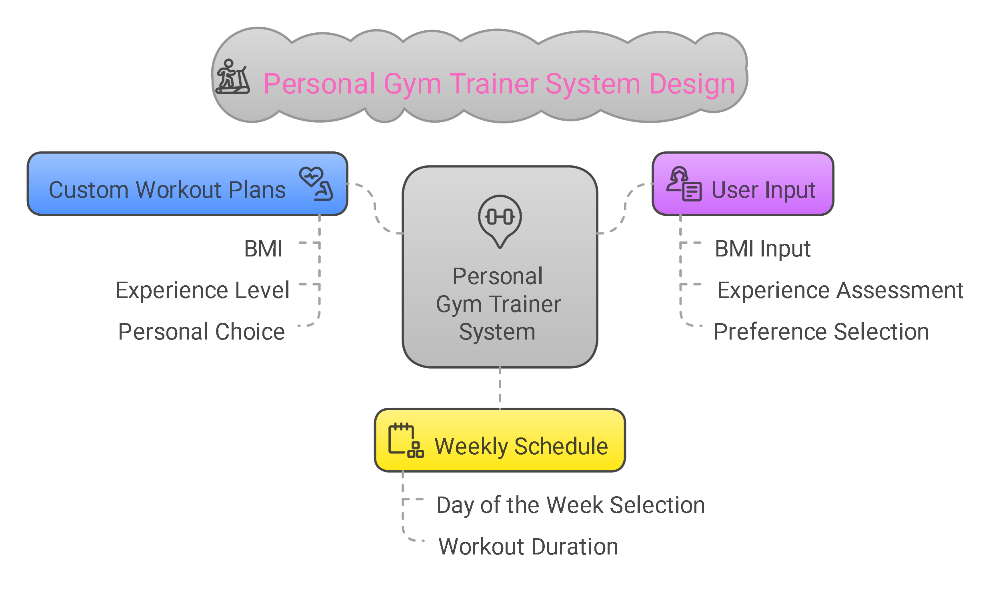 Personal Gym Trainer System Design
Custom Workout Plans
BMI
Experience Level
Personal Choice
Personal
Gym Trainer
System
User Input
BMI Input
Experience Assessment
Preference Selection
Weekly Schedule
Day of the Week Selection
Workout Duration